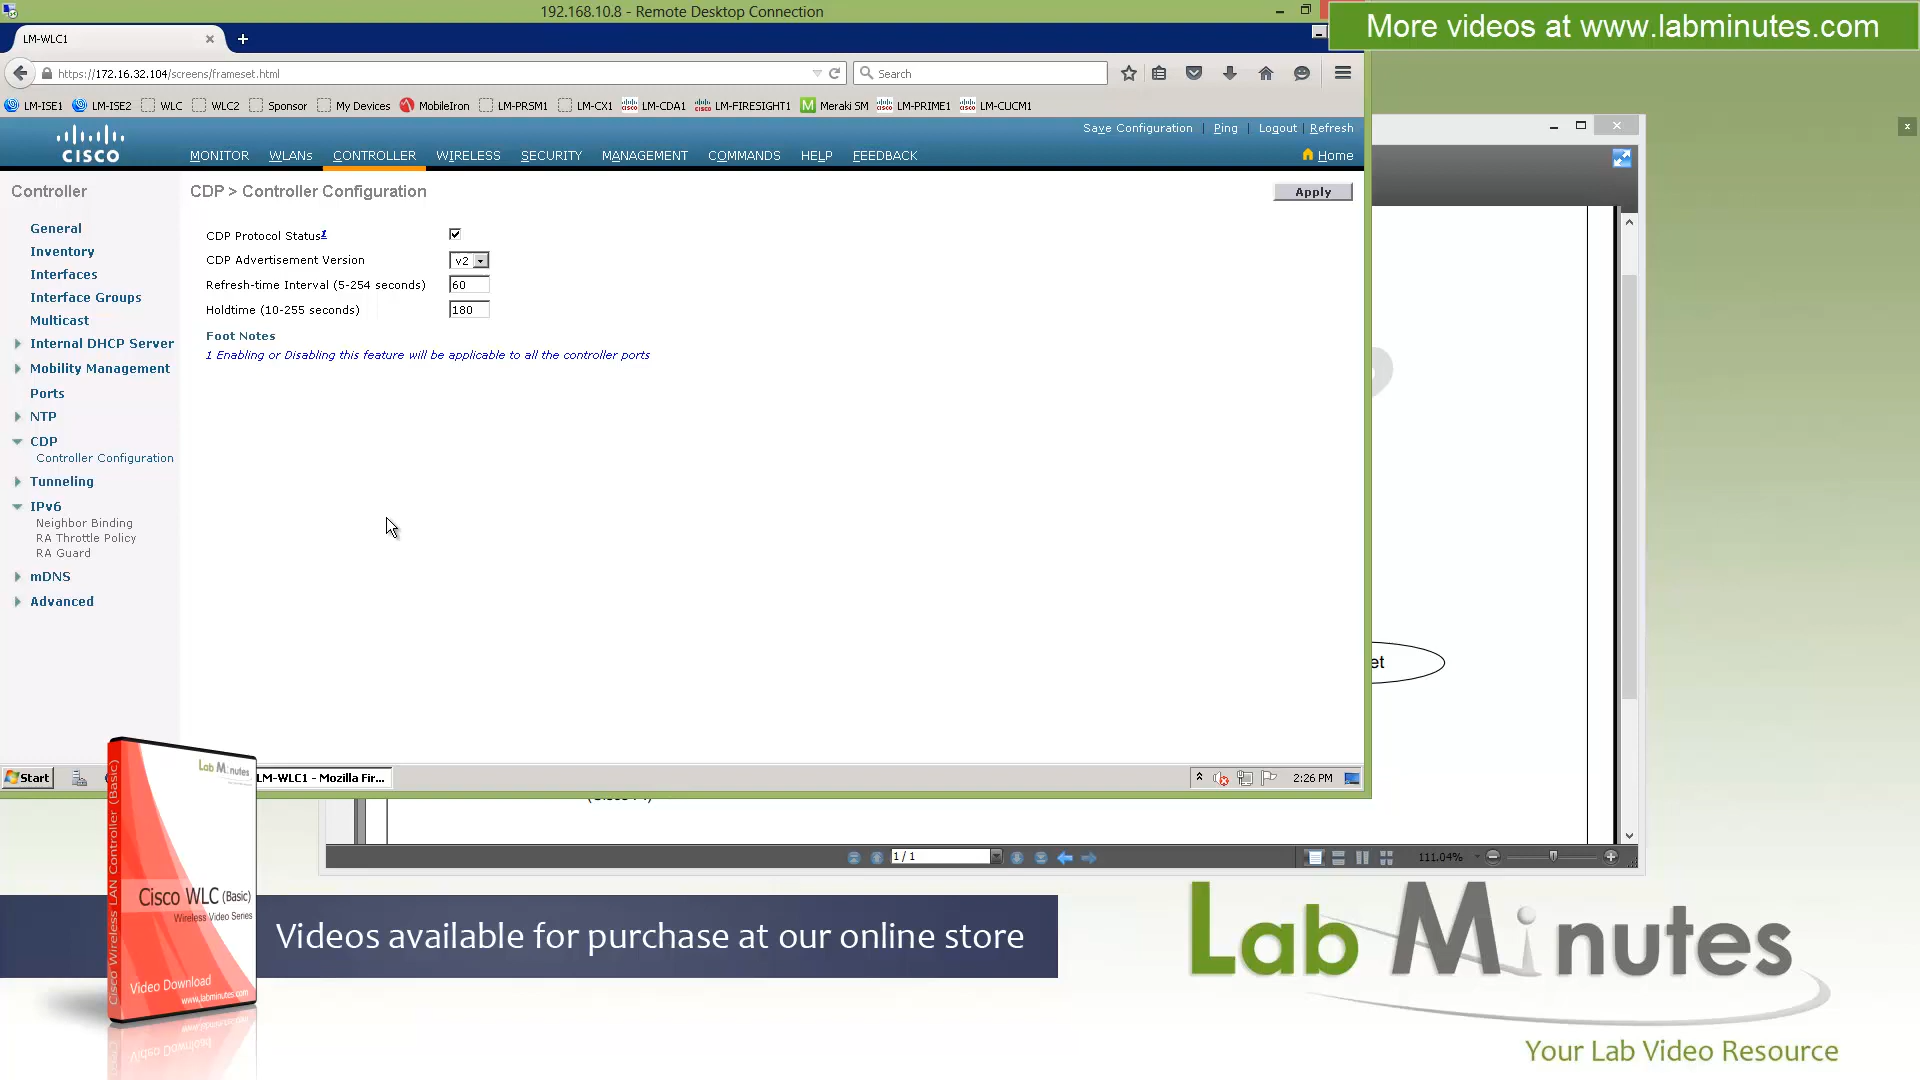 192.168.10.8 - Remote Desktop Connection
More videos at www.labminutes.com
LM-WLC1
https://172.16.32.104/screens/frameset.html
Search
LM-ISE1 LM-ISE2 WLC WLC2 Sponsor My Devices MobileIron LM-PRSM1 LM-CX1 LM-CDA1 LM-FIRESIGHT1 Meraki SM LM-PRIME1 LM-CUCM1
Save Configuration | Ping | Logout | Refresh
CISCO
MONITOR WLANs CONTROLLER WIRELESS SECURITY MANAGEMENT COMMANDS HELP FEEDBACK
Home
Controller
General
Inventory
Interfaces
Interface Groups
Multicast
Internal DHCP Server
Mobility Management
Ports
NTP
CDP
Controller Configuration
Tunneling
IPv6
Neighbor Binding
RA Throttle Policy
RA Guard
mDNS
Advanced
CDP > Controller Configuration
Apply
CDP Protocol Status1
CDP Advertisement Version v2
Refresh-time Interval (5-254 seconds) 60
Holdtime (10-255 seconds) 180
Foot Notes
1 Enabling or Disabling this feature will be applicable to all the controller ports
et
Start
LM-WLC1 - Mozilla Fir...
2:26 PM
1 / 1
111.04%
Lab Minutes
Cisco Wireless LAN Controller (Basic)
Cisco WLC (Basic)
Wireless Video Series
Video Download
www.labminutes.com
Videos available for purchase at our online store
Lab Minutes
Your Lab Video Resource